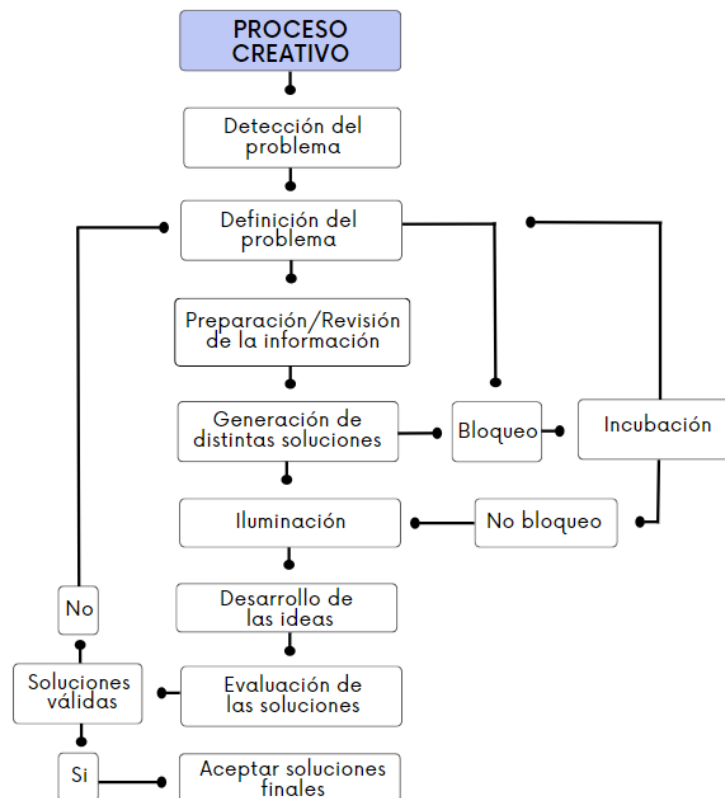 PROCESO
CREATIVO
Detección del
problema
Definición del
problema
Preparación/Revisión
de la información
Generación de
distintas soluciones
Bloqueo
Incubación
Iluminación
No bloqueo
Desarrollo de
las ideas
No
Soluciones
válidas
Evaluación de
las soluciones
Si
Aceptar soluciones
finales